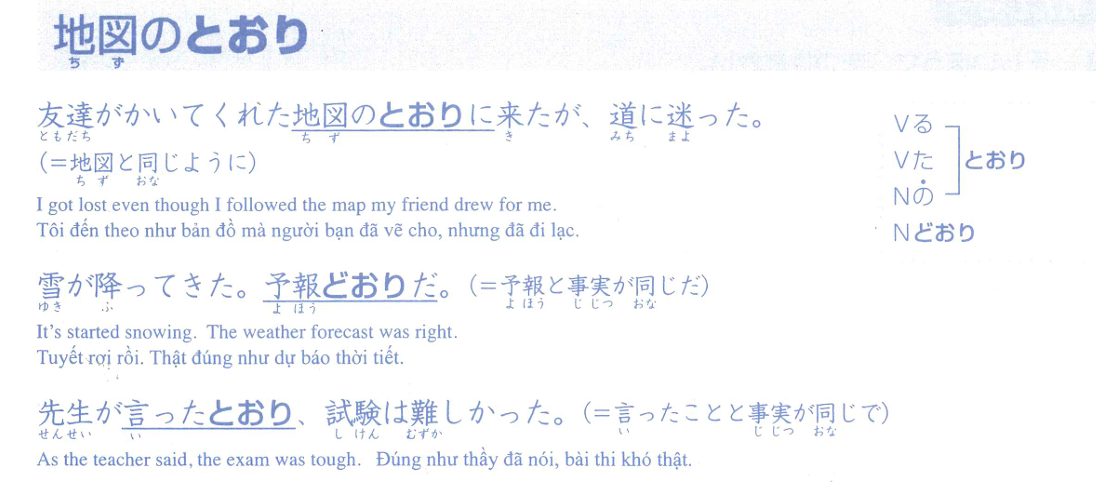 地図のとおり
ち ず
友達がかいてくれた地図のとおりに来たが、道に迷った。
ともだち ち ず き みち まよ
(=地図と同じように)
ち ず おな
I got lost even though I followed the map my friend drew for me.
Tôi đến theo như bản đồ mà người bạn đã vẽ cho, nhưng đã đi lạc.
Vる
Vた
Nの
とおり
Nどおり
雪が降ってきた。予報どおりだ。(=予報と事実が同じだ)
ゆき ふ よ ほう よ ほう じ じつ おな
It's started snowing. The weather forecast was right.
Tuyết rơi rồi. Thật đúng như dự báo thời tiết.
先生が言ったとおり、試験は難しかった。(=言ったことと事実が同じで)
せんせい い し けん むずか い じ じつ おな
As the teacher said, the exam was tough. Đúng như thầy đã nói, bài thi khó thật.